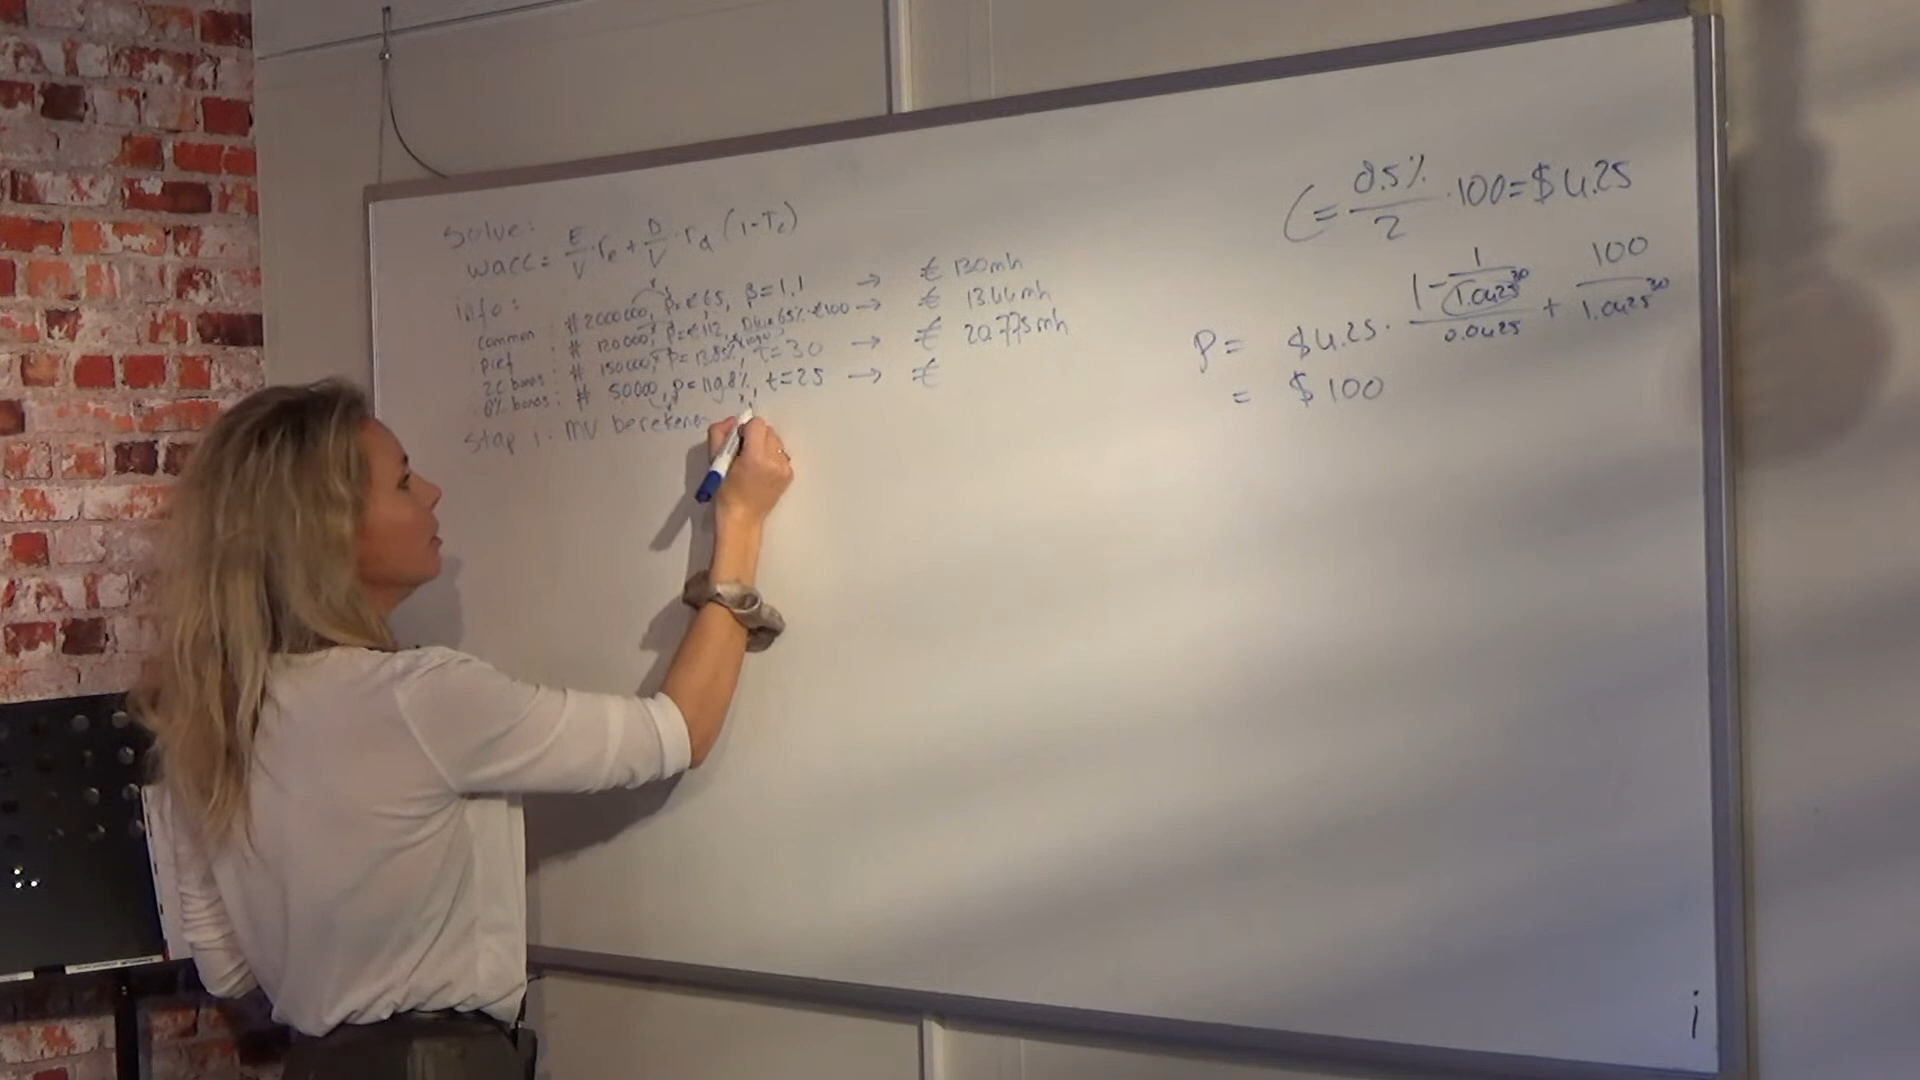 Solve:
WACC = E/V · re + D/V · rd (1-Tc)
info:
common : # 2000000, p=€65, β=1.1 → € 130mln
pref : # 120000, p=€112, Div=6.5%·€100 → € 13.44mln
ZC bonds : # 150000, p=13.85%, t=30 → € 20.775mln
8% bonds : # 50000, p=119.8%, t=25 → €
Stap 1. MV berekenen
C = 8.5%/2 · 100 = $4.25
P = $4.25 · (1 - 1/(1.0425)^30)/0.0425 + 100/1.0425^30
= $100